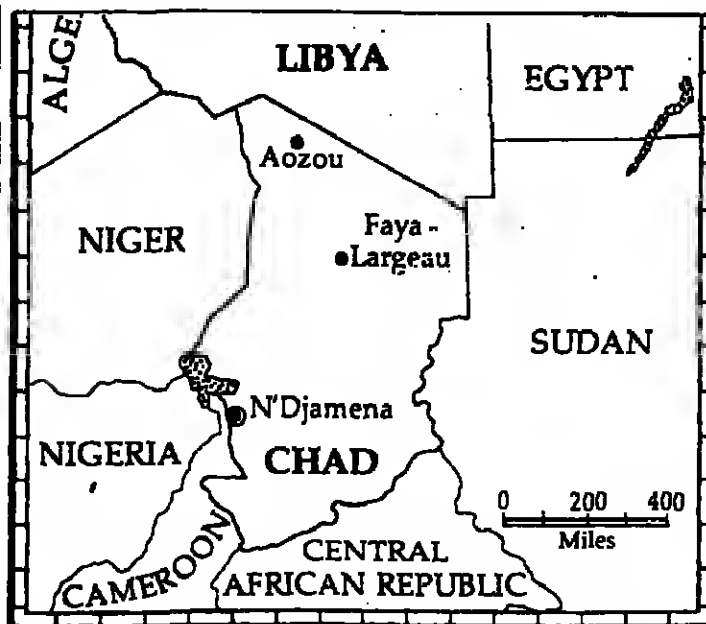 ALGE
LIBYA
EGYPT
Aozou
NIGER
Faya-
Largeau
SUDAN
N'Djamena
NIGERIA
CHAD
0 200 400
Miles
CAMEROON
CENTRAL
AFRICAN REPUBLIC